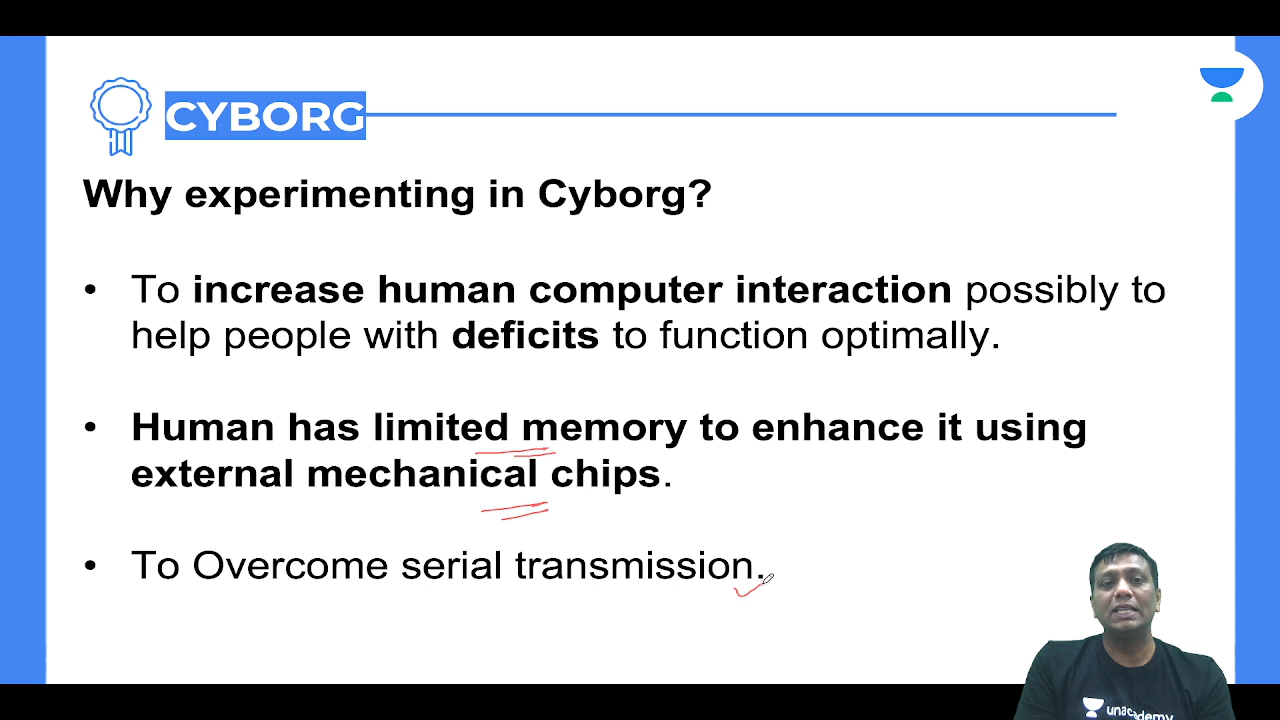 CYBORG
Why experimenting in Cyborg?
• To increase human computer interaction possibly to
help people with deficits to function optimally.
• Human has limited memory to enhance it using
external mechanical chips.
• To Overcome serial transmission.
unacademy